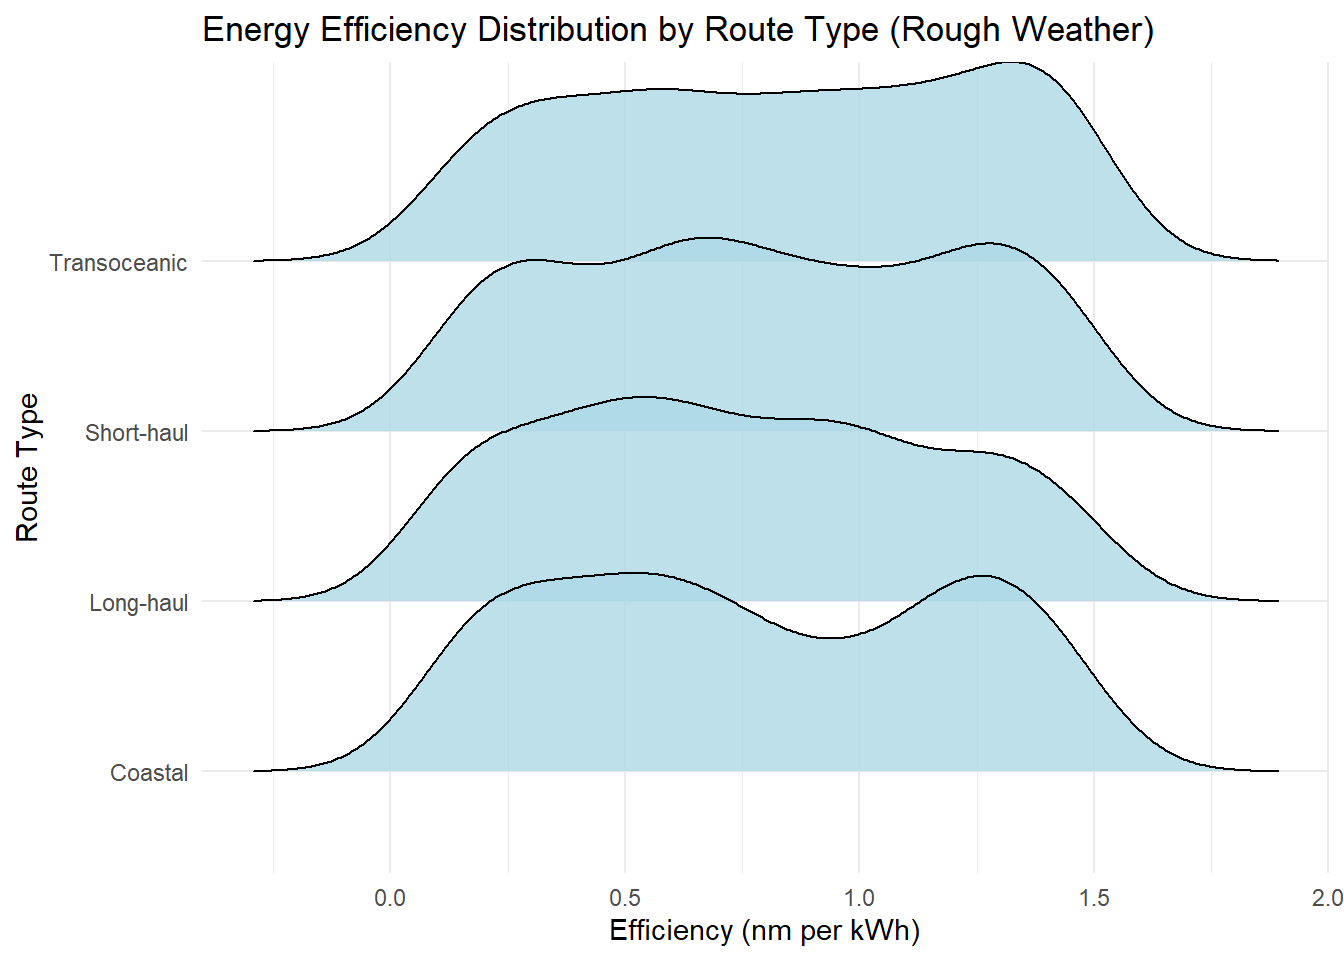 Energy Efficiency Distribution by Route Type (Rough Weather)
Route Type
Transoceanic
Short-haul
Long-haul
Coastal
0.0 0.5 1.0 1.5 2.0
Efficiency (nm per kWh)